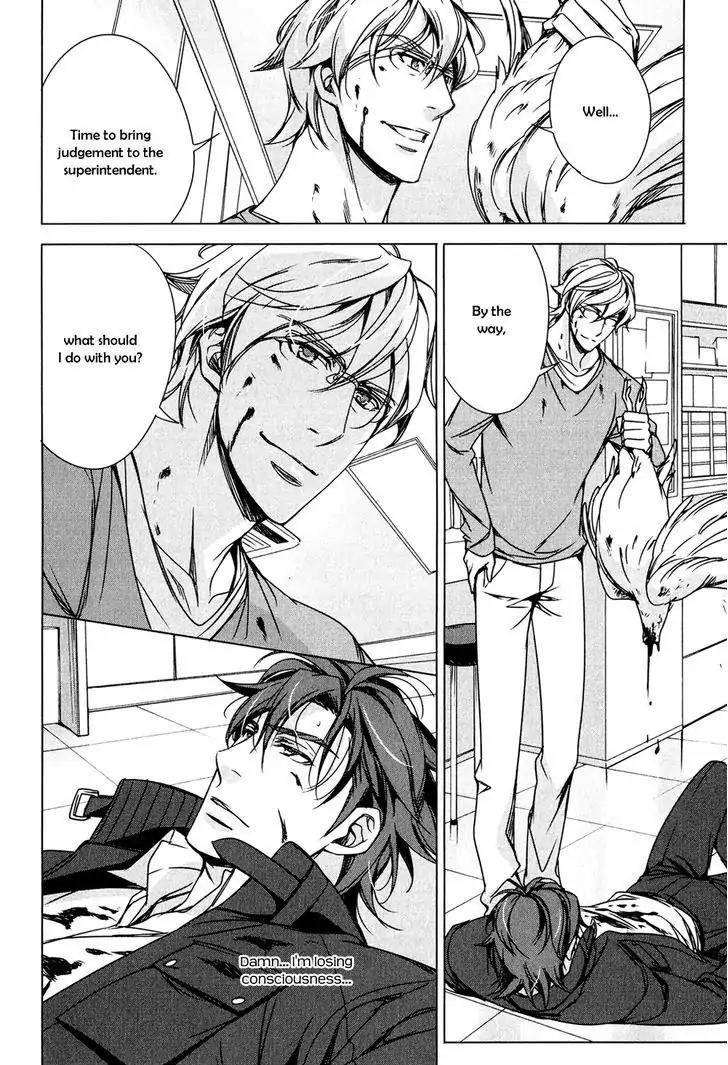 Well...
Time to bring
judgement to the
superintendent.
By the
way,
what should
I do with you?
Damn... I'm losing
consciousness...